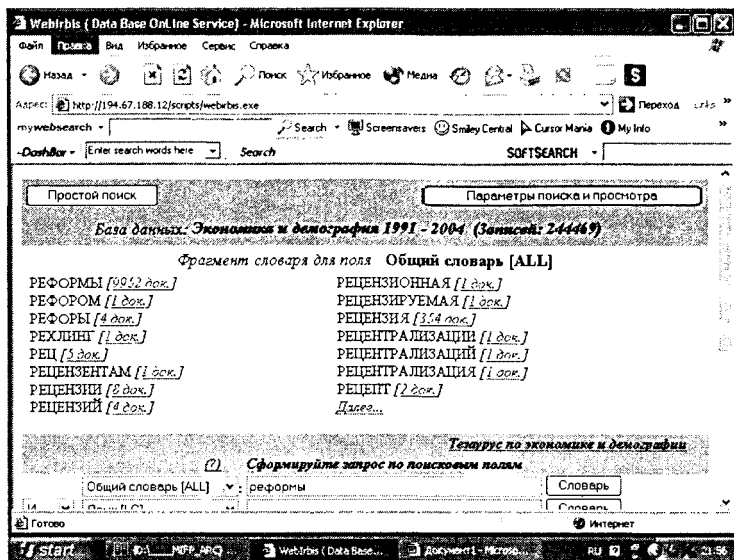 WebIrbis ( Data Base OnLine Service) - Microsoft Internet Explorer
Файл Правка Вид Избранное Сервис Справка
Назад Поиск Избранное Медиа S
Адрес: http://194.67.188.12/scripts/webirbis.exe Переход Links »
mywebsearch - Search Screensavers Smiley Central Cursor Mania My Info »
-DashBar - Enter search words here Search SOFTSEARCH -
Простой поиск Параметры поиска и просмотра
База данных: Экономика и демография 1991 - 2004 (Записей: 244469)
Фрагмент словаря для поля Общий словарь [ALL]
РЕФОРМЫ [9952 док.] РЕЦЕНЗИОННАЯ [1 док.]
РЕФОРОМ [1 док.] РЕЦЕНЗИРУЕМАЯ [1 док.]
РЕФОРЫ [4 док.] РЕЦЕНЗИЯ [354 док.]
РЕХЛИНГ [1 док.] РЕЦЕНТРАЛИЗАЦИИ [1 док.]
РЕЦ [5 док.] РЕЦЕНТРАЛИЗАЦИЙ [1 док.]
РЕЦЕНЗЕНТАМ [1 док.] РЕЦЕНТРАЛИЗАЦИЯ [1 док.]
РЕЦЕНЗИИ [8 док.] РЕЦЕПТ [2 док.]
РЕЦЕНЗИЙ [4 док.] Далее...
Тезаурус по экономике и демографии
(?) Сформируйте запрос по поисковым полям
Общий словарь [ALL] : реформы Словарь
И Словарь
Готово Интернет
start WebIrbis ( Data Base... Документ1 - Microso... RU 21:56